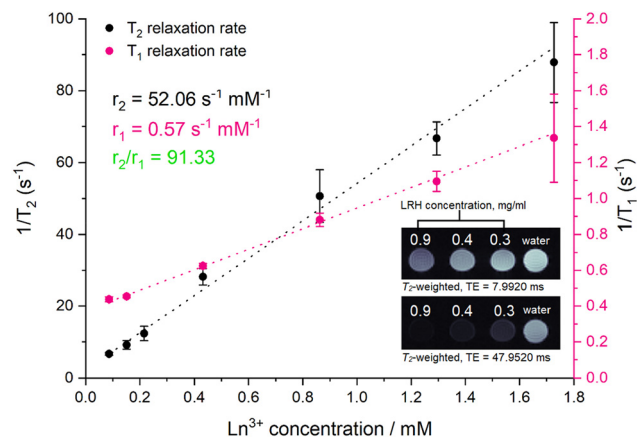 T₂ relaxation rate
T₁ relaxation rate
r₂ = 52.06 s⁻¹ mM⁻¹
r₁ = 0.57 s⁻¹ mM⁻¹
r₂/r₁ = 91.33
100
80
60
40
20
0
1/T₂ (s⁻¹)
2.0
1.8
1.6
1.4
1.2
1.0
0.8
0.6
0.4
0.2
0.0
1/T₁ (s⁻¹)
LRH concentration, mg/ml
0.9 0.4 0.3 water
T₂-weighted, TE = 7.9920 ms
0.9 0.4 0.3 water
T₂-weighted, TE = 47.9520 ms
0.0 0.2 0.4 0.6 0.8 1.0 1.2 1.4 1.6 1.8
Ln³⁺ concentration / mM